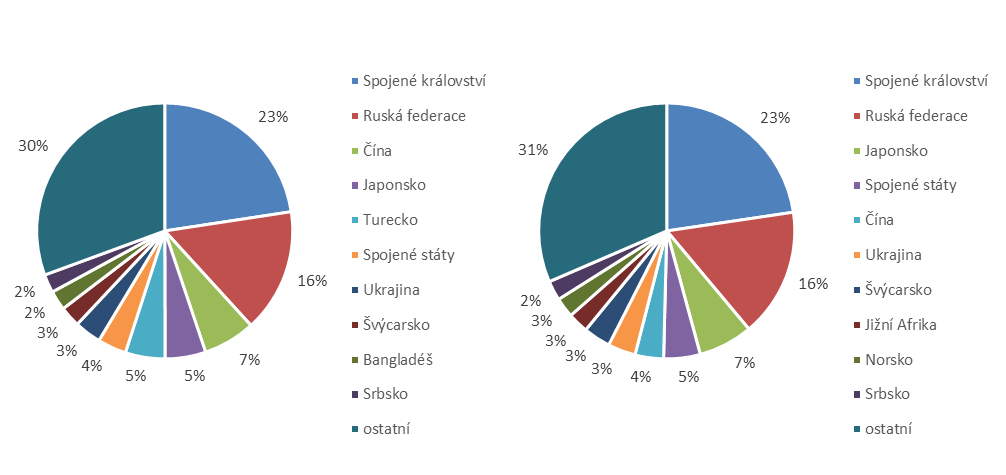 23%
16%
7%
5%
5%
4%
3%
3%
2%
2%
30%
Spojené království
Ruská federace
Čína
Japonsko
Turecko
Spojené státy
Ukrajina
Švýcarsko
Bangladéš
Srbsko
ostatní
23%
16%
7%
5%
4%
3%
3%
3%
3%
2%
31%
Spojené království
Ruská federace
Japonsko
Spojené státy
Čína
Ukrajina
Švýcarsko
Jižní Afrika
Norsko
Srbsko
ostatní